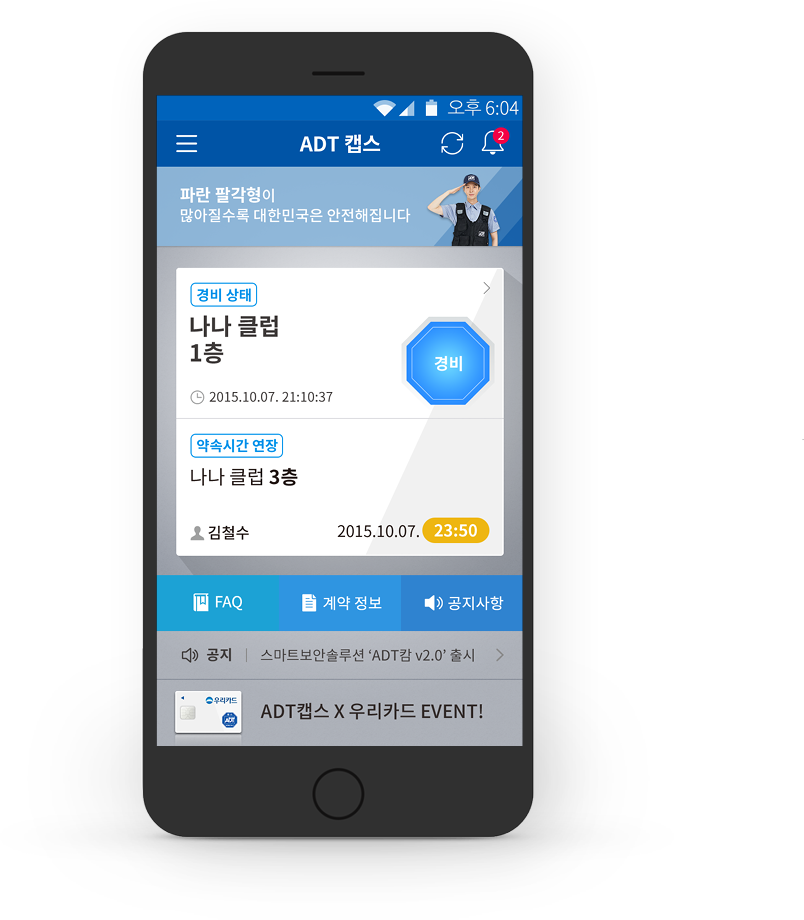 오후 6:04
ADT 캡스
2
파란 팔각형이
많아질수록 대한민국은 안전해집니다
경비 상태
나나 클럽
1층
경비
2015.10.07. 21:10:37
약속시간 연장
나나 클럽 3층
김철수 2015.10.07. 23:50
FAQ 계약 정보 공지사항
공지 스마트보안솔루션 ‘ADT캄 v2.0’ 출시
우리카드
ADT
ADT캡스 X 우리카드 EVENT!